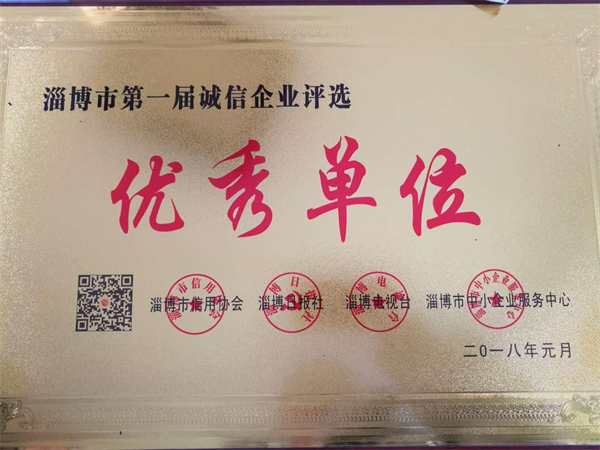 淄博市第一届诚信企业评选
优秀单位
淄博市信用协会 淄博日报社 淄博电视台 淄博市中小企业服务中心
二〇一八年元月